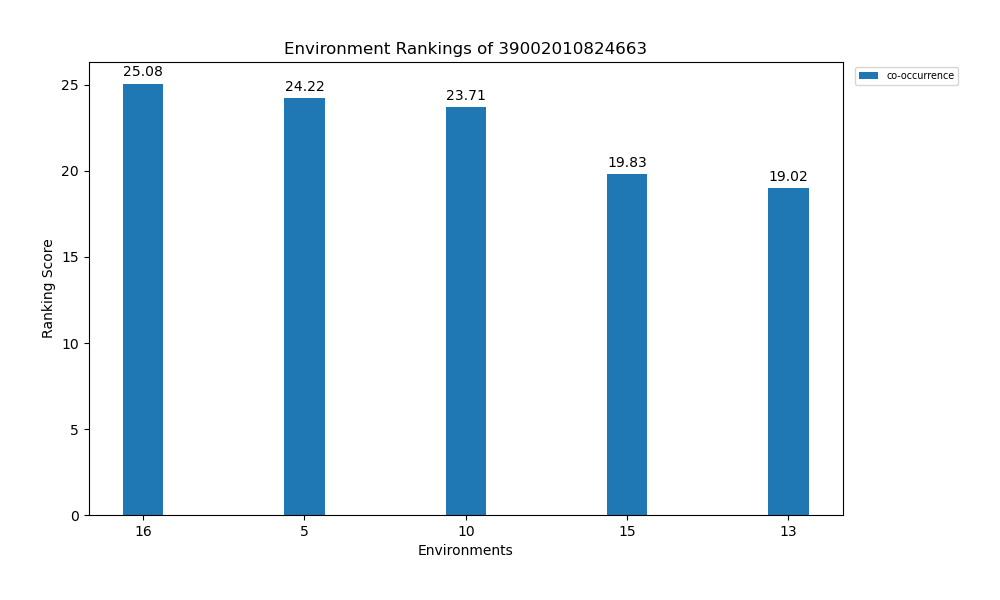 Environment Rankings of 39002010824663
co-occurrence
25.08
24.22
23.71
19.83
19.02
Ranking Score
25
20
15
10
5
0
16 5 10 15 13
Environments